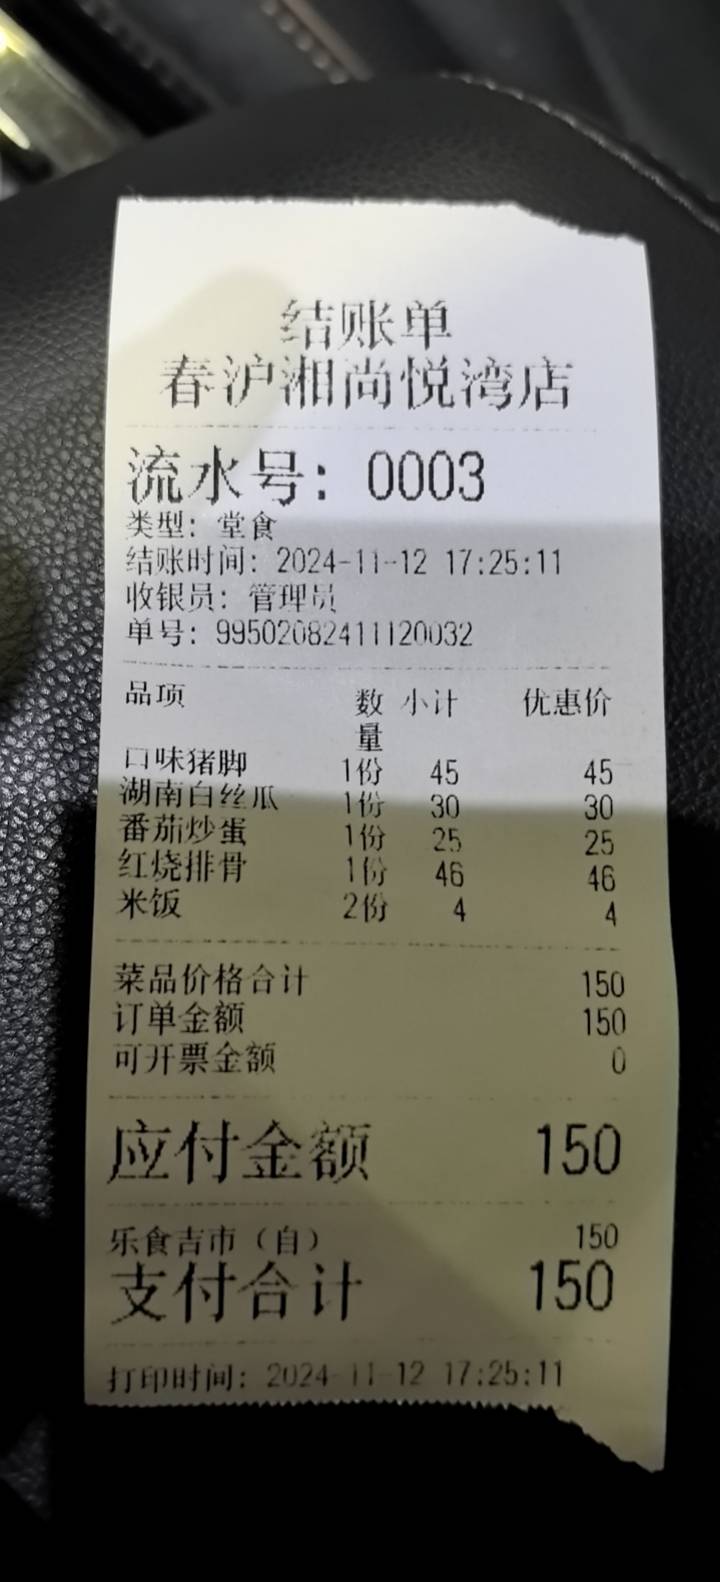 结账单
春沪湘尚悦湾店
流水号: 0003
类型: 堂食
结账时间: 2024-11-12 17:25:11
收银员: 管理员
单号: 99502082411120032
品项 数量 小计 优惠价
口味猪脚 1份 45 45
湖南白丝瓜 1份 30 30
番茄炒蛋 1份 25 25
红烧排骨 1份 46 46
米饭 2份 4 4
菜品价格合计 150
订单金额 150
可开票金额 0
应付金额 150
乐食吉市（自） 150
支付合计 150
打印时间: 2024-11-12 17:25:11